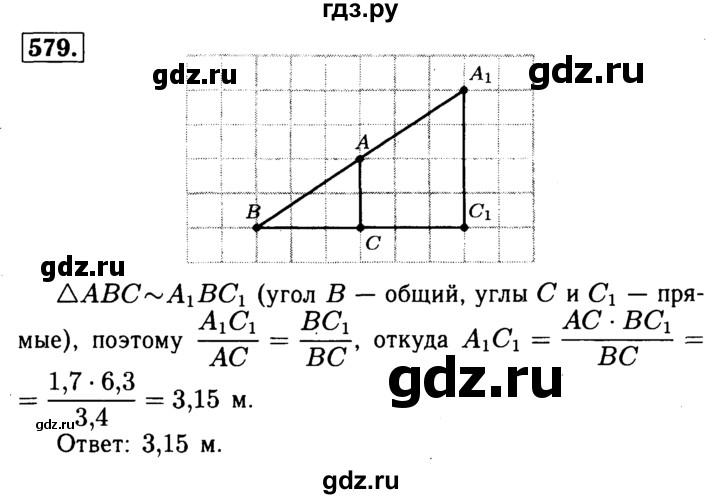 гдз.ру
579.
gdz.ru
gdz.ru
A₁
A
B
C
C₁
gdz.ru
△ABC∼A₁BC₁ (угол B — общий, углы C и C₁ — пря-
мые), поэтому A₁C₁/AC = BC₁/BC, откуда A₁C₁ = AC · BC₁/BC =
= 1,7 · 6,3/3,4 = 3,15 м.
gdz.ru
gdz.ru
Ответ: 3,15 м.
gdz.ru